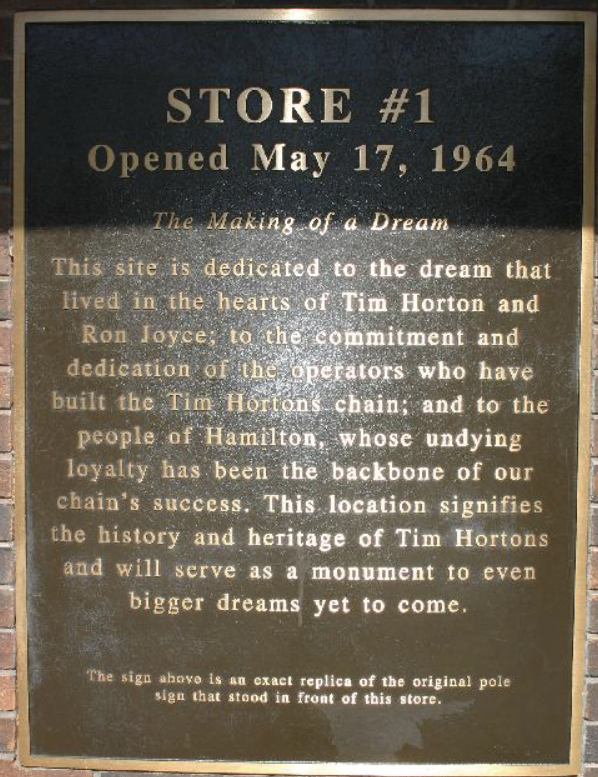 STORE #1
Opened May 17, 1964
The Making of a Dream
This site is dedicated to the dream that
lived in the hearts of Tim Horton and
Ron Joyce; to the commitment and
dedication of the operators who have
built the Tim Hortons chain; and to the
people of Hamilton, whose undying
loyalty has been the backbone of our
chain's success. This location signifies
the history and heritage of Tim Hortons
and will serve as a monument to even
bigger dreams yet to come.
The sign above is an exact replica of the original pole
sign that stood in front of this store.